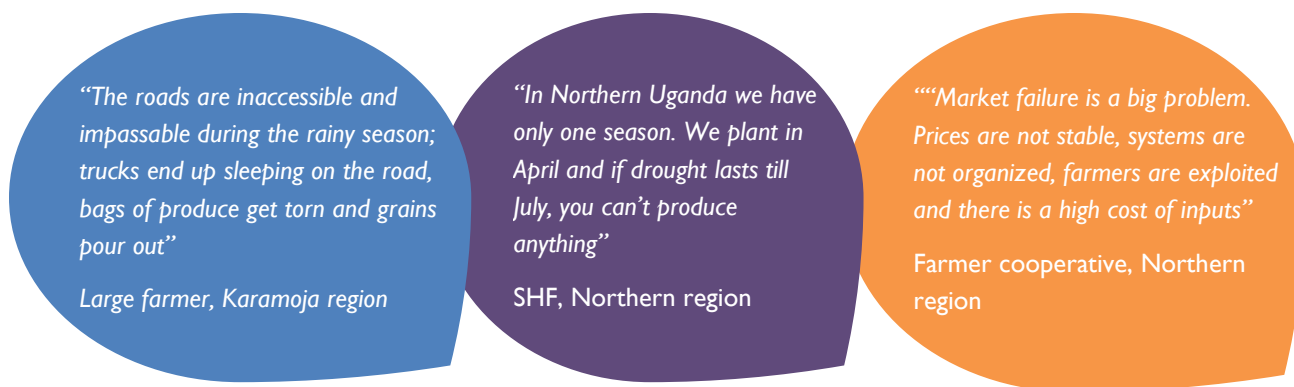 “The roads are inaccessible and
impassable during the rainy season;
trucks end up sleeping on the road,
bags of produce get torn and grains
pour out”
Large farmer, Karamoja region
“In Northern Uganda we have
only one season. We plant in
April and if drought lasts till
July, you can’t produce
anything”
SHF, Northern region
““Market failure is a big problem.
Prices are not stable, systems are
not organized, farmers are exploited
and there is a high cost of inputs”
Farmer cooperative, Northern
region